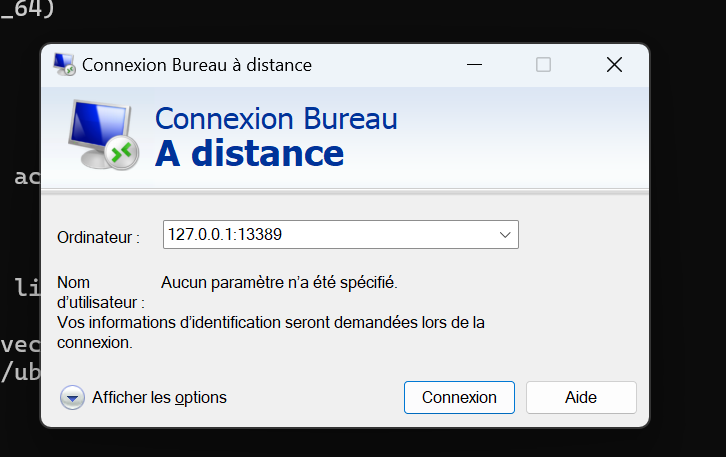 _64)
Connexion Bureau à distance
Connexion Bureau
A distance
ac
Ordinateur :
127.0.0.1:13389
li
Nom
d'utilisateur :
Aucun paramètre n'a été spécifié.
Vos informations d'identification seront demandées lors de la
connexion.
vec
/ub
Afficher les options
Connexion
Aide